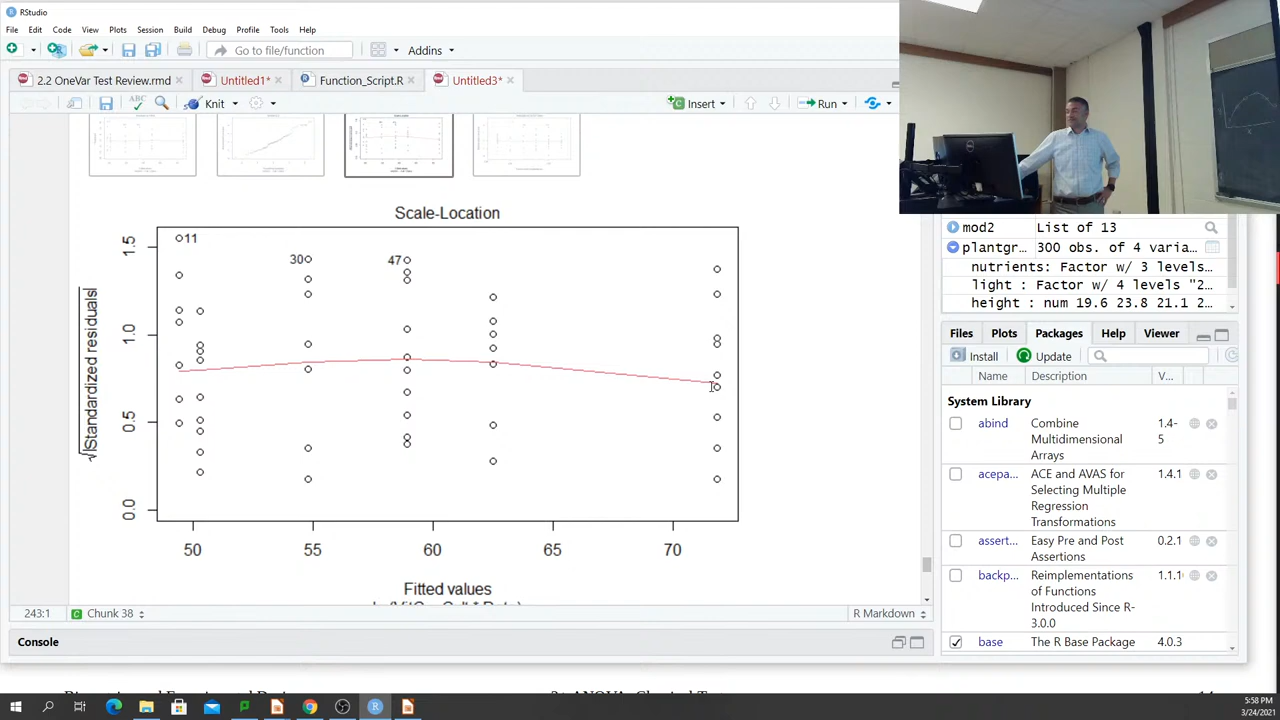 RStudio
File Edit Code View Plots Session Build Debug Profile Tools Help
Go to file/function Addins
2.2 OneVar Test Review.rmd Untitled1* Function_Script.R Untitled3*
ABC Knit Insert Run
Scale-Location
√|Standardized residuals|
1.5
1.0
0.5
0.0
11
30
47
50 55 60 65 70
Fitted values
243:1 Chunk 38 R Markdown
Console
mod2 List of 13
plantgr... 300 obs. of 4 varia...
nutrients: Factor w/ 3 levels...
light : Factor w/ 4 levels "2...
height : num 19.6 23.8 21.1 2...
Files Plots Packages Help Viewer
Install Update
Name Description V...
System Library
abind Combine Multidimensional Arrays 1.4-5
acepa... ACE and AVAS for Selecting Multiple Regression Transformations 1.4.1
assert... Easy Pre and Post Assertions 0.2.1
backp... Reimplementations of Functions Introduced Since R-3.0.0 1.1.1
base The R Base Package 4.0.3
5:58 PM
3/24/2021